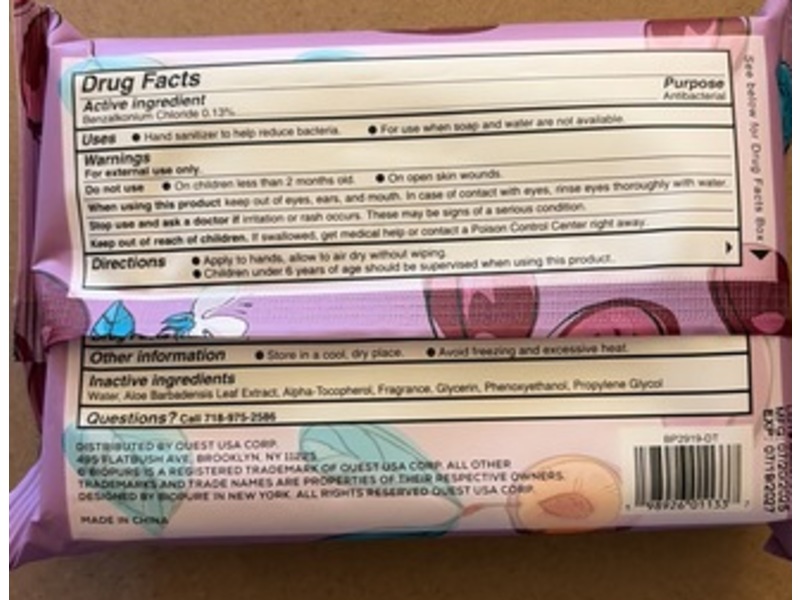 Drug Facts
Active ingredient Purpose
Benzalkonium Chloride 0.13% Antibacterial
Uses ● Hand sanitizer to help reduce bacteria. ● For use when soap and water are not available.
Warnings
For external use only.
Do not use ● On children less than 2 months old. ● On open skin wounds.
When using this product keep out of eyes, ears, and mouth. In case of contact with eyes, rinse eyes thoroughly with water.
Stop use and ask a doctor if irritation or rash occurs. These may be signs of a serious condition.
Keep out of reach of children. If swallowed, get medical help or contact a Poison Control Center right away.
Directions ● Apply to hands, allow to air dry without wiping.
● Children under 6 years of age should be supervised when using this product.
See below for Drug Facts Box
Other information ● Store in a cool, dry place. ● Avoid freezing and excessive heat.
Inactive ingredients
Water, Aloe Barbadensis Leaf Extract, Alpha-Tocopherol, Fragrance, Glycerin, Phenoxyethanol, Propylene Glycol
Questions? Call 718-975-2586
DISTRIBUTED BY QUEST USA CORP.
495 FLATBUSH AVE, BROOKLYN, NY 11225
© BIOPURE IS A REGISTERED TRADEMARK OF QUEST USA CORP. ALL OTHER
TRADEMARKS AND TRADE NAMES ARE PROPERTIES OF THEIR RESPECTIVE OWNERS.
DESIGNED BY BIOPURE IN NEW YORK. ALL RIGHTS RESERVED QUEST USA CORP.
MADE IN CHINA
BP2919-DT
1 98926 01133 7
MFG: 07/20/2025
EXP: 07/19/2027